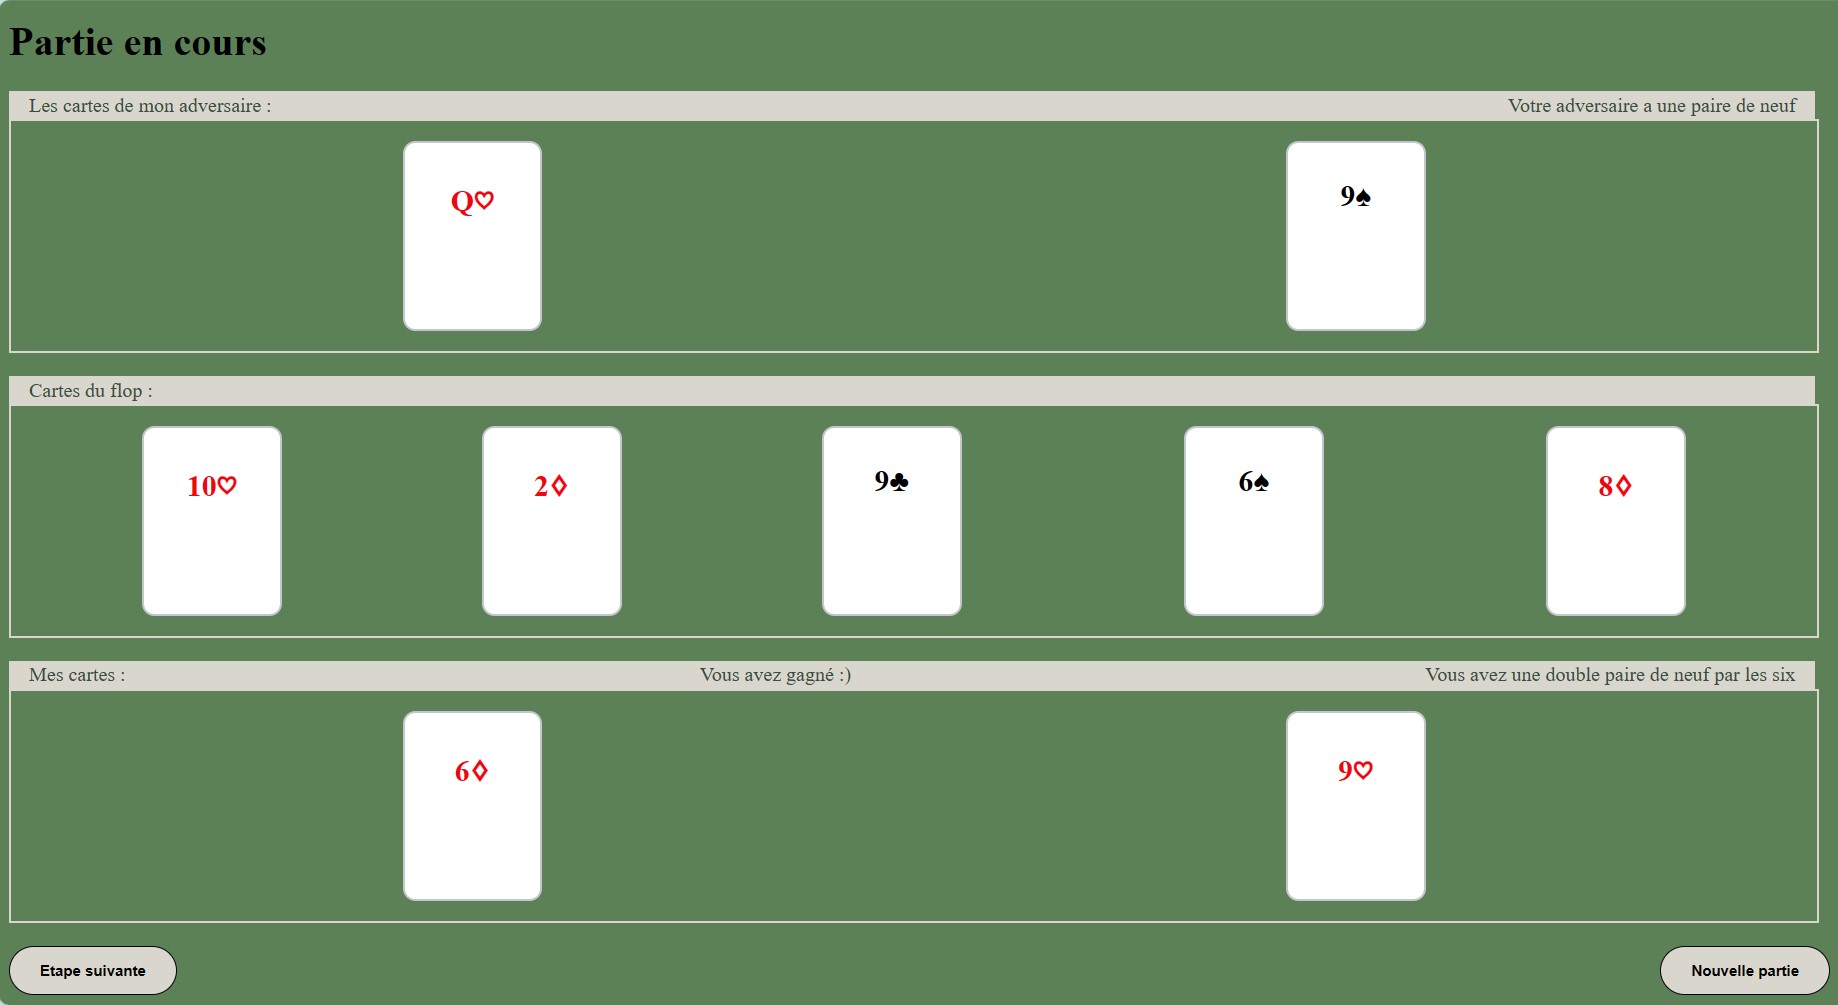 Partie en cours
Les cartes de mon adversaire : Votre adversaire a une paire de neuf
Q♡ 9♠
Cartes du flop :
10♡ 2♢ 9♣ 6♠ 8♢
Mes cartes : Vous avez gagné :) Vous avez une double paire de neuf par les six
6♢ 9♡
Etape suivante Nouvelle partie